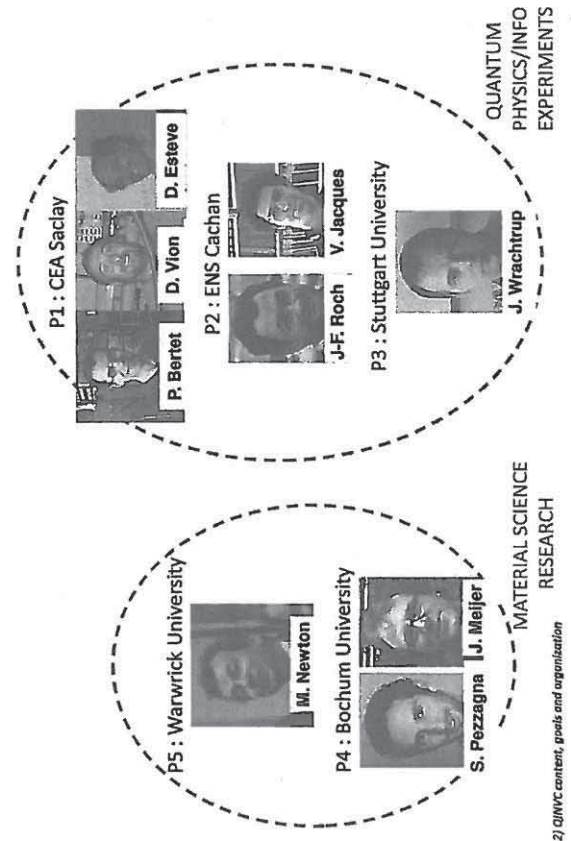 P5 : Warwrick University
M. Newton
P4 : Bochum University
S. Pezzagna
J. Meijer
MATERIAL SCIENCE
RESEARCH
P1 : CEA Saclay
P. Bertet
D. Vion
D. Esteve
P2 : ENS Cachan
J-F. Roch
V. Jacques
P3 : Stuttgart University
J. Wrachtrup
QUANTUM
PHYSICS/INFO
EXPERIMENTS
2) QINVC content, goals and organization